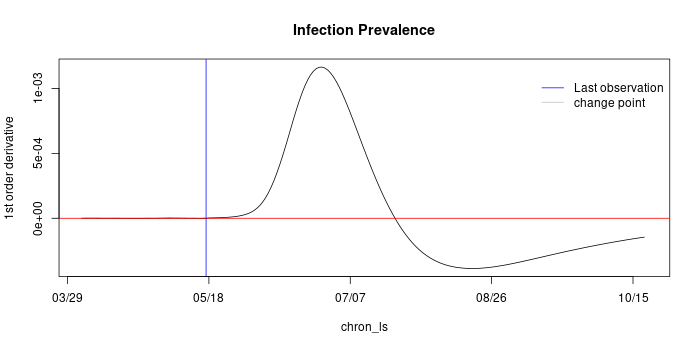 Infection Prevalence
1st order derivative
1e-03
5e-04
0e+00
Last observation
change point
03/29
05/18
07/07
08/26
10/15
chron_ls